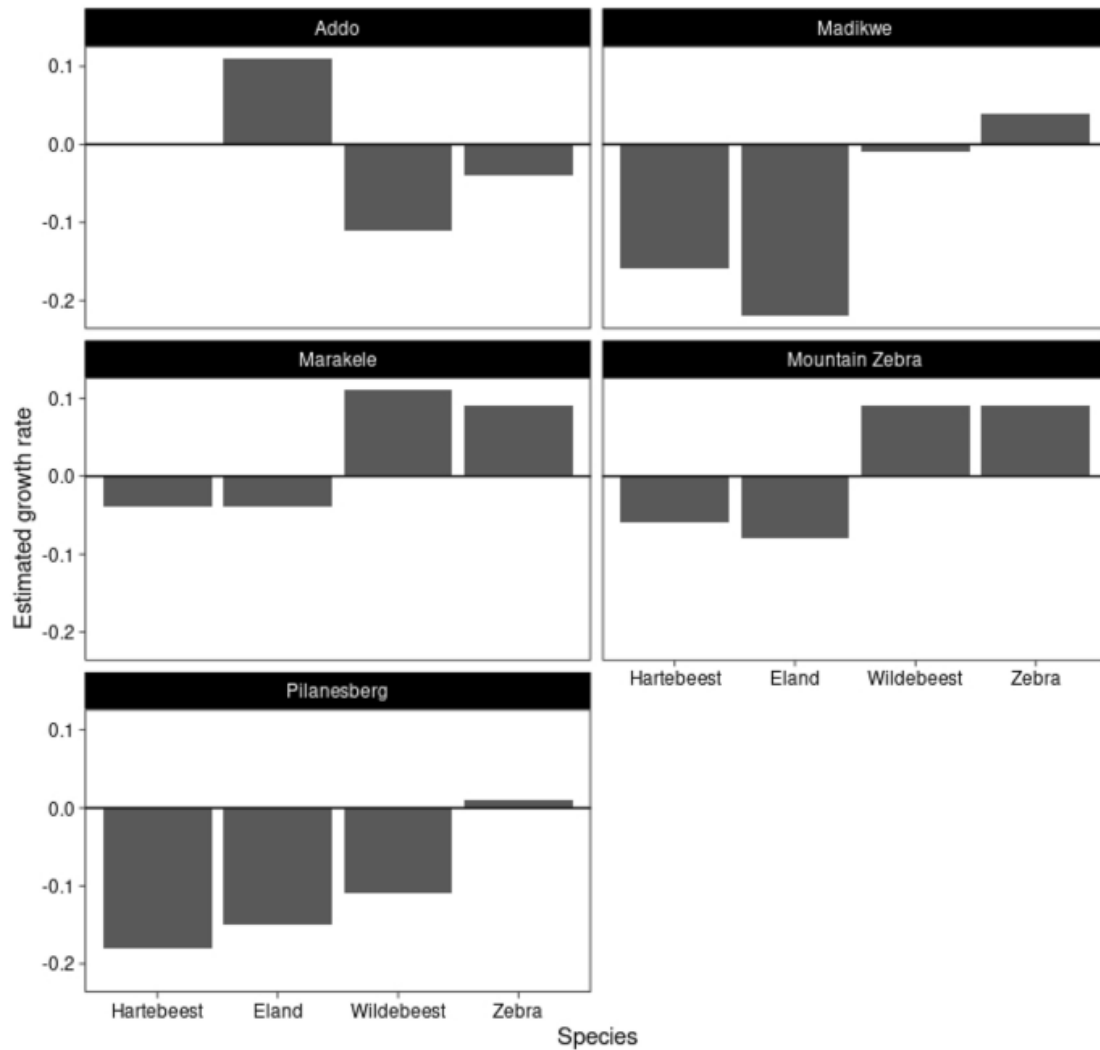 Addo
Madikwe
0.1
0.0
-0.1
-0.2
Marakele
Mountain Zebra
0.1
0.0
-0.1
-0.2
Estimated growth rate
Hartebeest Eland Wildebeest Zebra
Pilanesberg
0.1
0.0
-0.1
-0.2
Hartebeest Eland Wildebeest Zebra
Species